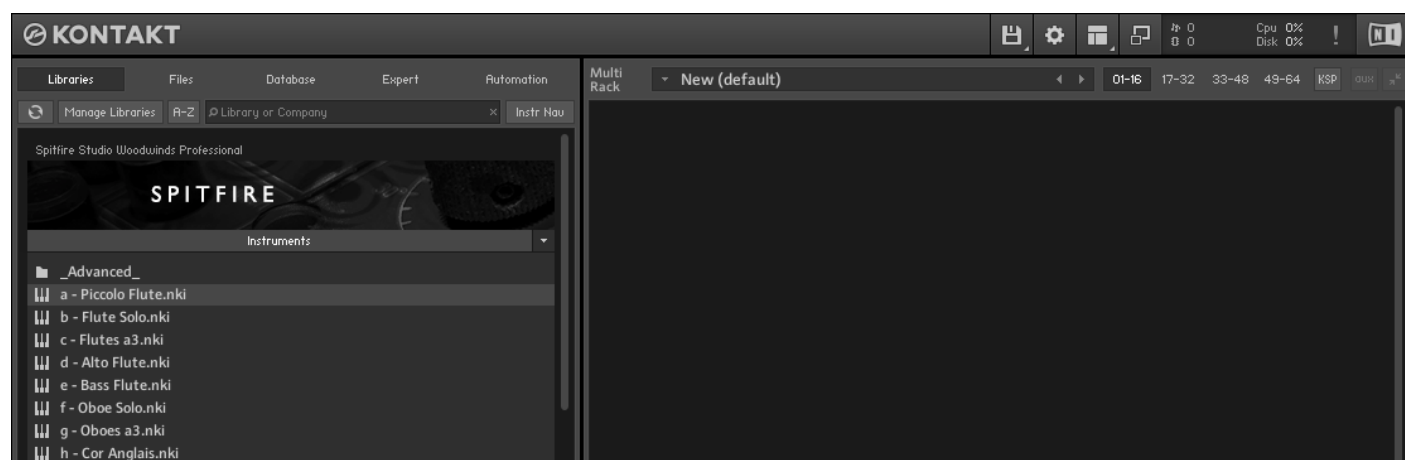 KONTAKT
0
0
Cpu 0%
Disk 0%
!
NI
Libraries Files Database Expert Automation
Manage Libraries A-Z Library or Company × Instr Nav
Multi Rack
New (default)
01-16 17-32 33-48 49-64 KSP aux
Spitfire Studio Woodwinds Professional
SPITFIRE
Instruments
_Advanced_
a - Piccolo Flute.nki
b - Flute Solo.nki
c - Flutes a3.nki
d - Alto Flute.nki
e - Bass Flute.nki
f - Oboe Solo.nki
g - Oboes a3.nki
h - Cor Anglais.nki